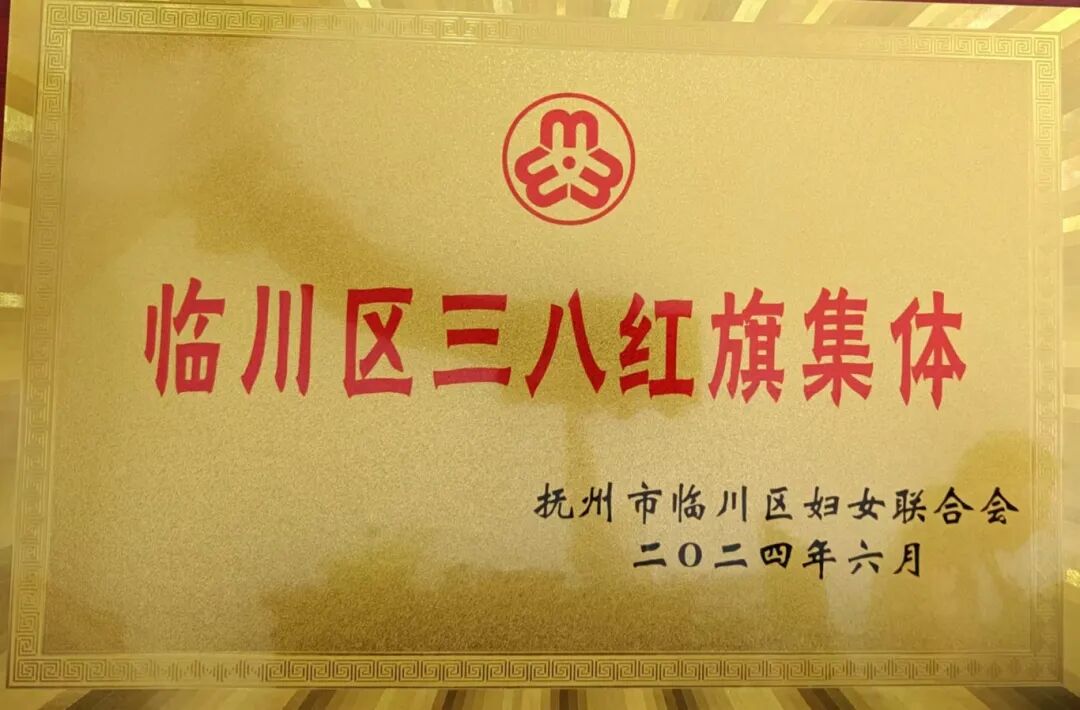 临川区三八红旗集体
抚州市临川区妇女联合会
二〇二四年六月